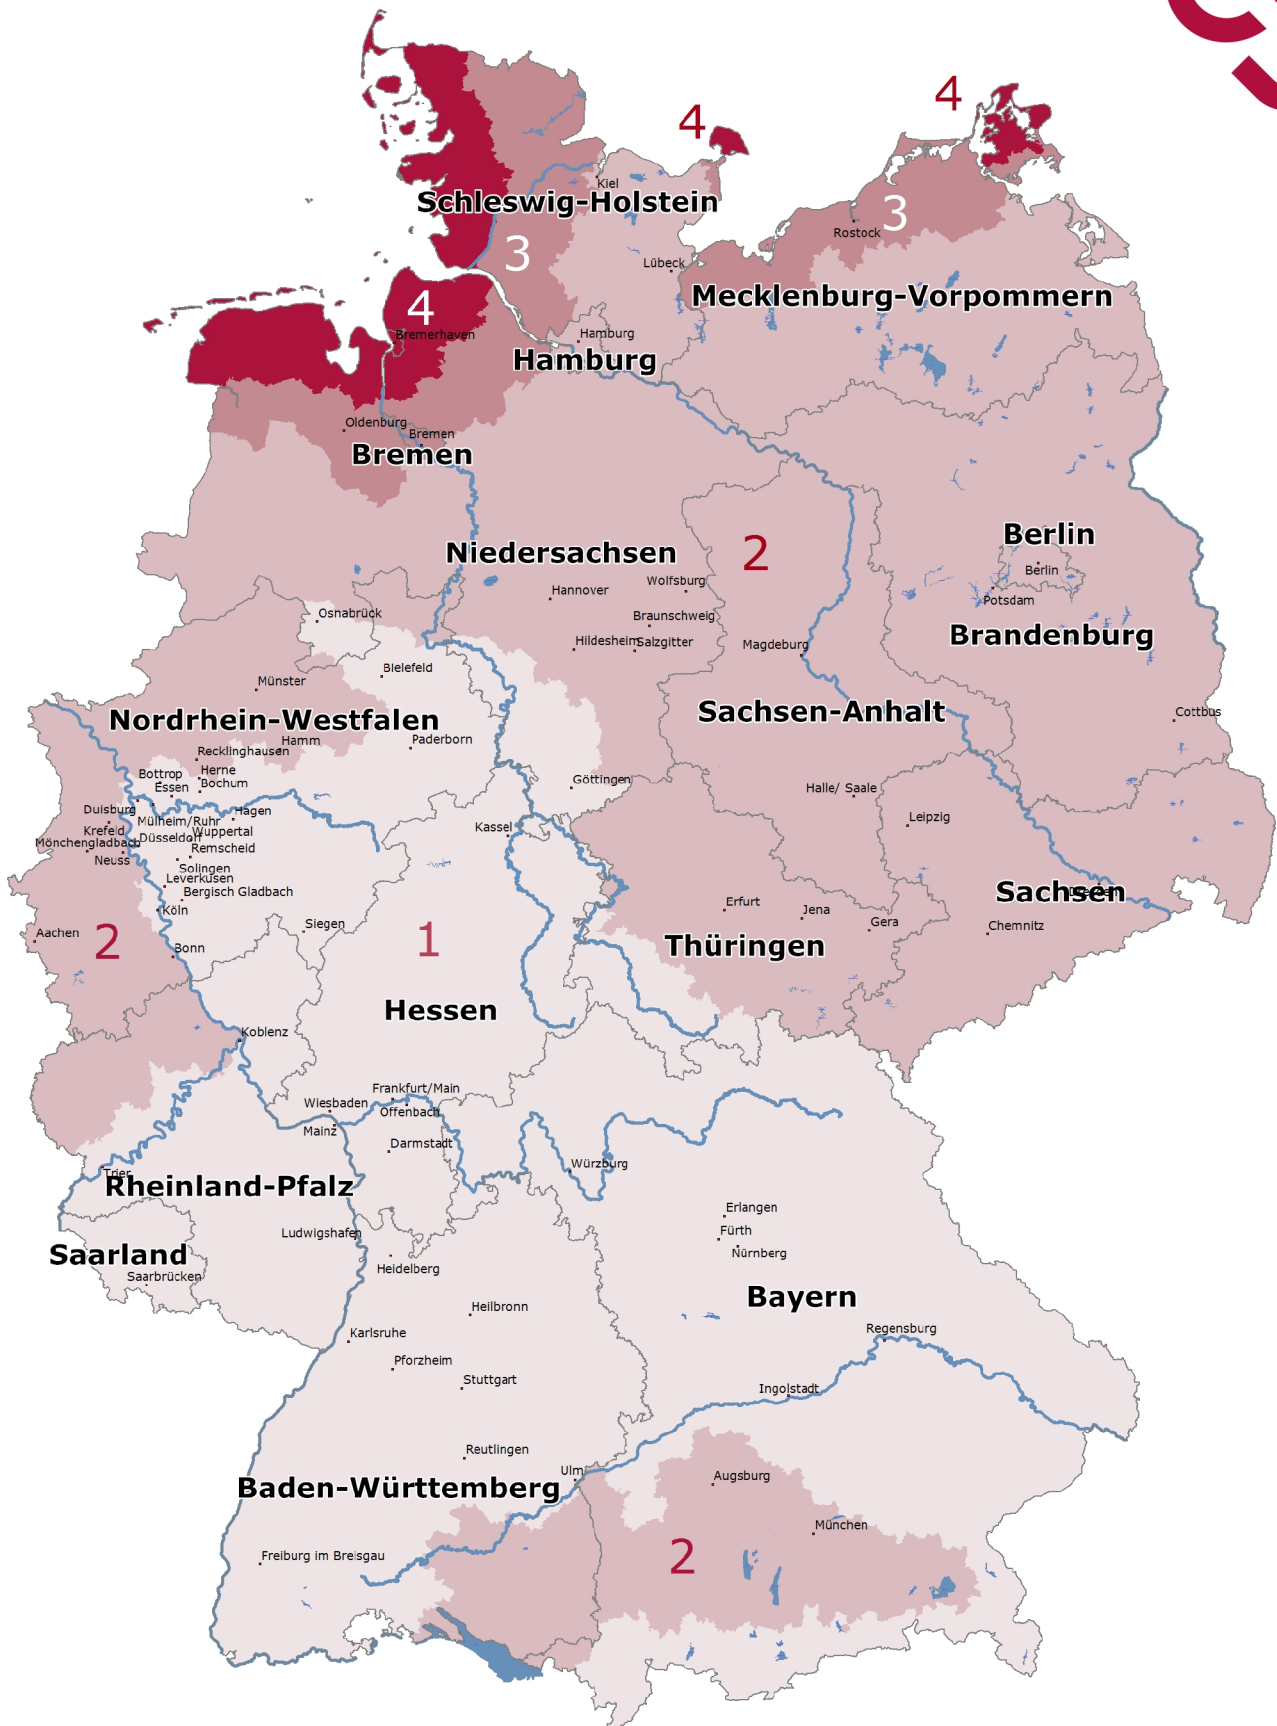 4
4
Kiel
Schleswig-Holstein
3
Rostock
3
Lübeck
Mecklenburg-Vorpommern
4
Bremerhaven
Hamburg
Hamburg
Oldenburg
Bremen
Bremen
Berlin
Niedersachsen
2
Berlin
Wolfsburg
Hannover
Potsdam
Osnabrück
Braunschweig
Brandenburg
Hildesheim
Salzgitter
Magdeburg
Bielefeld
Münster
Sachsen-Anhalt
Cottbus
Nordrhein-Westfalen
Hamm
Paderborn
Recklinghausen
Herne
Bottrop
Göttingen
Bochum
Essen
Halle/ Saale
Duisburg
Hagen
Leipzig
Mülheim/Ruhr
Kassel
Krefeld
Wuppertal
Düsseldorf
Mönchengladbach
Remscheid
Neuss
Solingen
Leverkusen
Bergisch Gladbach
Sachsen
Dresden
Erfurt
Köln
Jena
Gera
Siegen
Chemnitz
Aachen
2
1
Thüringen
Bonn
Hessen
Koblenz
Frankfurt/Main
Wiesbaden
Offenbach
Mainz
Darmstadt
Würzburg
Trier
Rheinland-Pfalz
Erlangen
Ludwigshafen
Fürth
Saarland
Nürnberg
Heidelberg
Saarbrücken
Bayern
Heilbronn
Regensburg
Karlsruhe
Pforzheim
Stuttgart
Ingolstadt
Reutlingen
Ulm
Augsburg
Baden-Württemberg
München
Freiburg im Breisgau
2